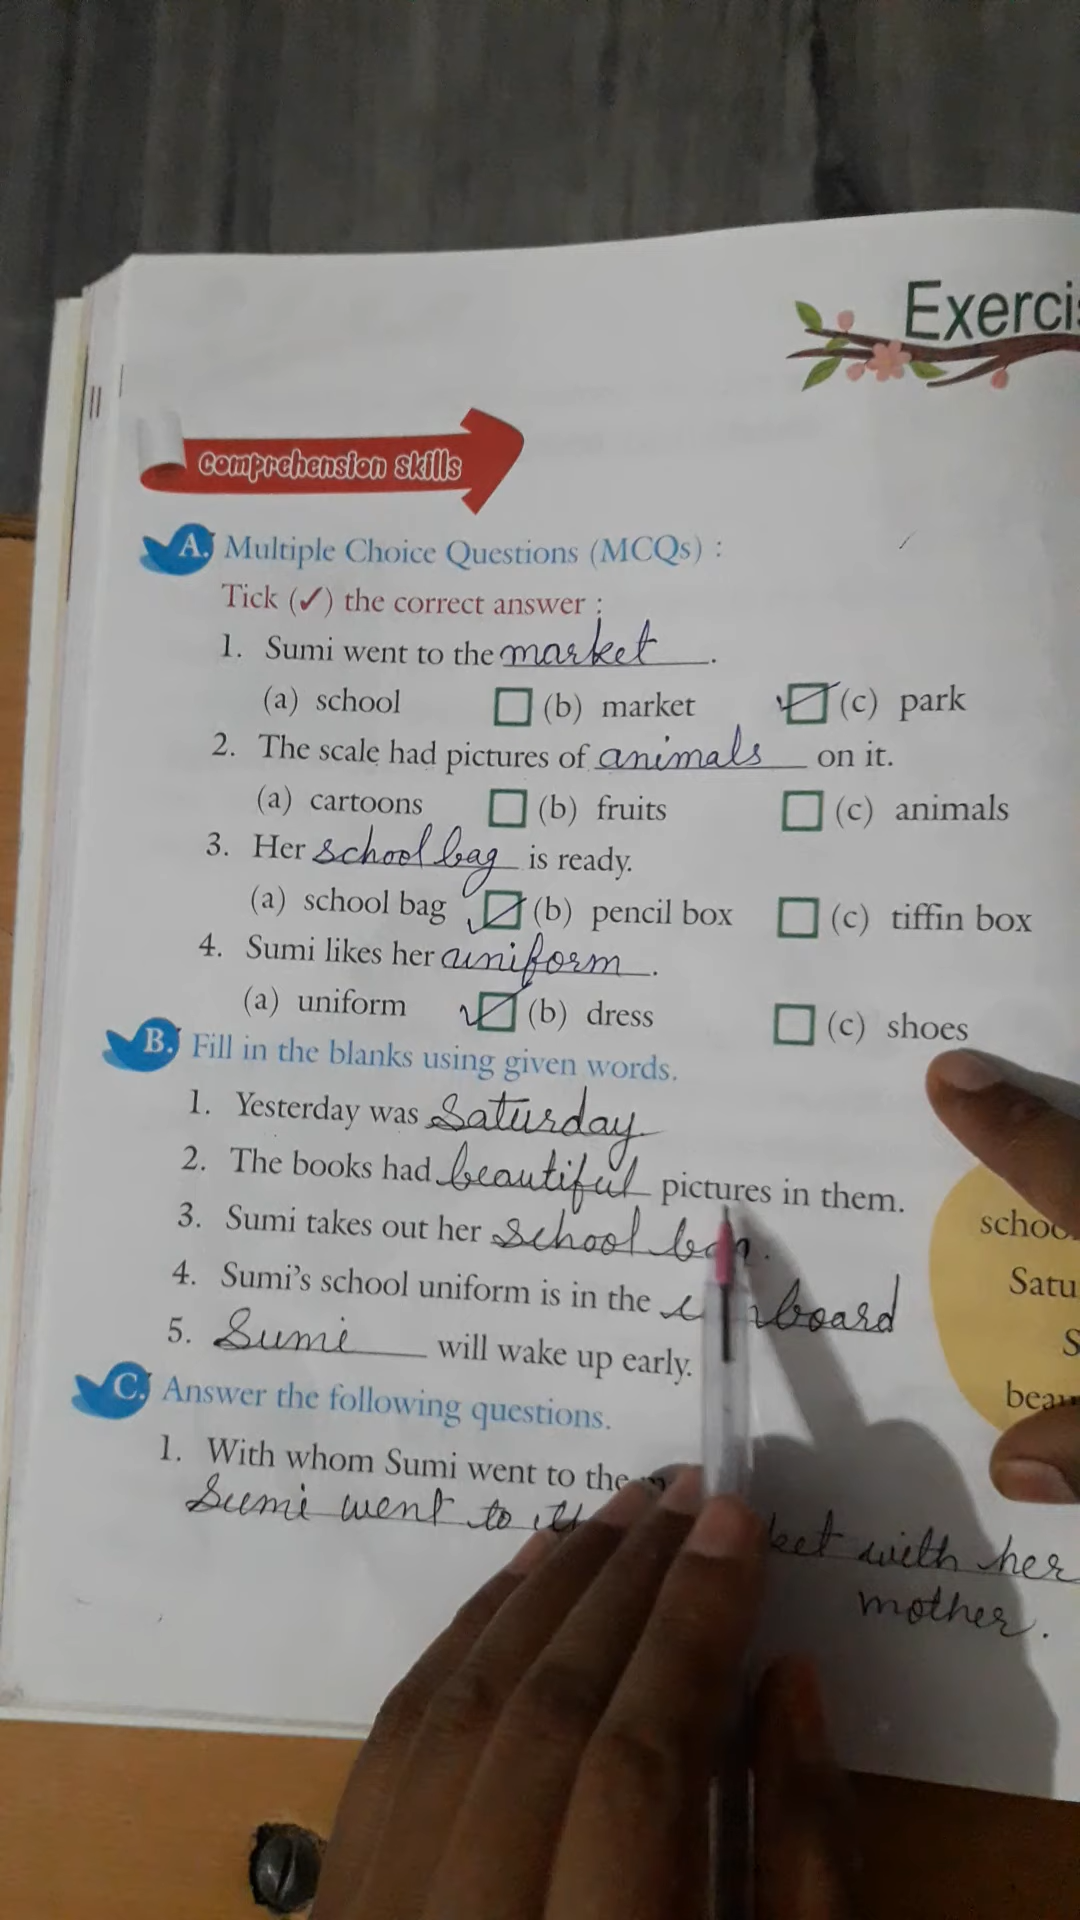 Exerci
comprehension skills
A. Multiple Choice Questions (MCQs) :
Tick (✓) the correct answer :
1. Sumi went to the market.
(a) school (b) market (c) park
2. The scale had pictures of animals on it.
(a) cartoons (b) fruits (c) animals
3. Her school bag is ready.
(a) school bag (b) pencil box (c) tiffin box
4. Sumi likes her uniform.
(a) uniform (b) dress (c) shoes
B. Fill in the blanks using given words.
1. Yesterday was Saturday
2. The books had beautiful pictures in them.
3. Sumi takes out her school
4. Sumi's school uniform is in the board
5. Sumi will wake up early.
schoo
Satu
S
beau
C. Answer the following questions.
1. With whom Sumi went to the
Sumi went to with her
mother.